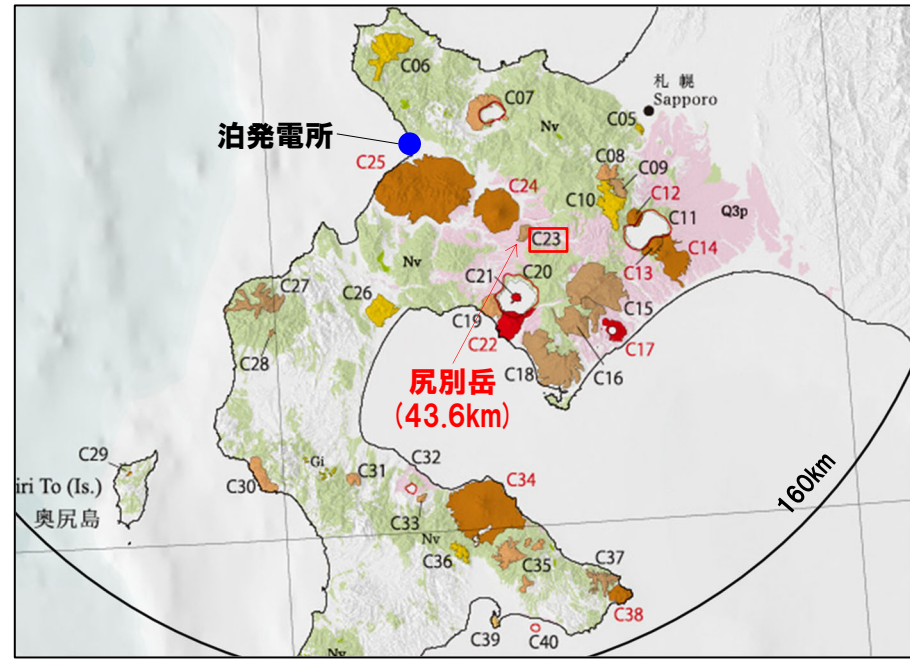 C06
札幌
Sapporo
C07
Nv
C05
泊発電所
C25
C24
C08
C09
C10
C12
C11
Q3p
C23
C13
C14
Nv
C21
C20
C27
C26
C15
C19
C22
C17
C28
C18
C16
尻別岳
(43.6km)
C29
iri To (Is.)
奥尻島
C30
Gi
C31
C32
C34
160km
C33
Nv
C36
C35
C37
C38
C39
C40
Nv